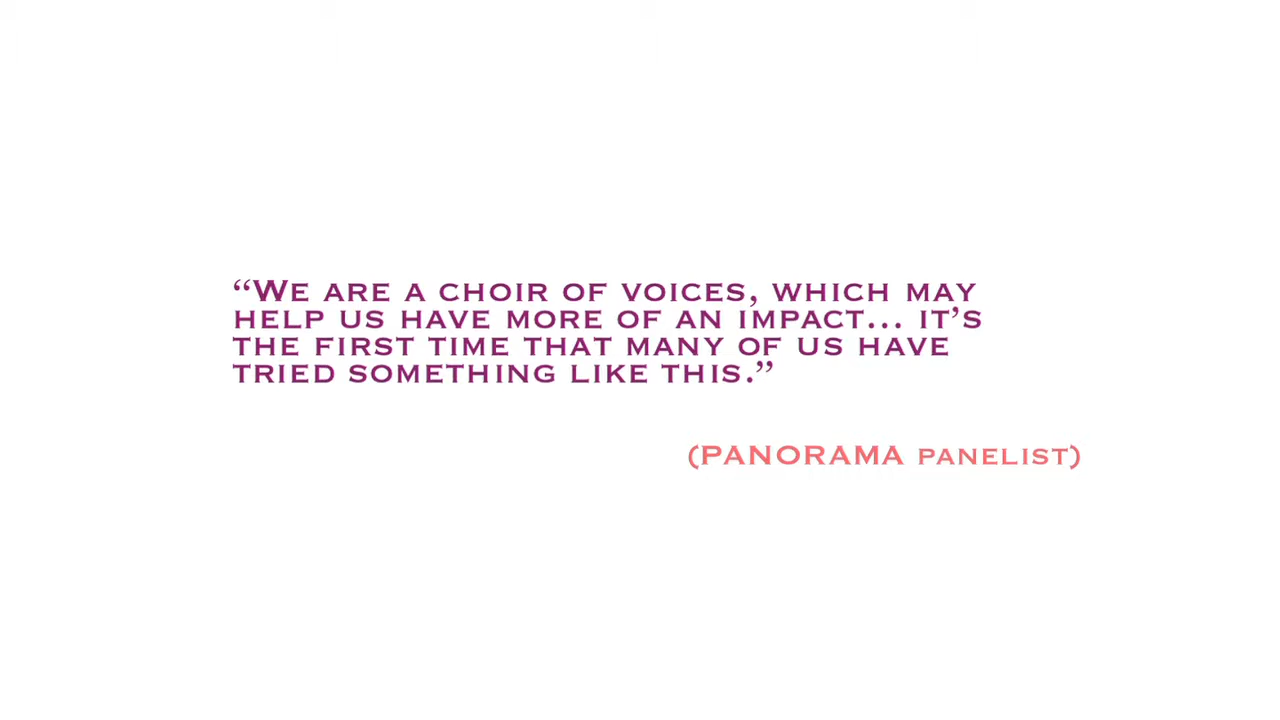 “We are a choir of voices, which may
help us have more of an impact... it’s
the first time that many of us have
tried something like this.”
(PANORAMA panelist)